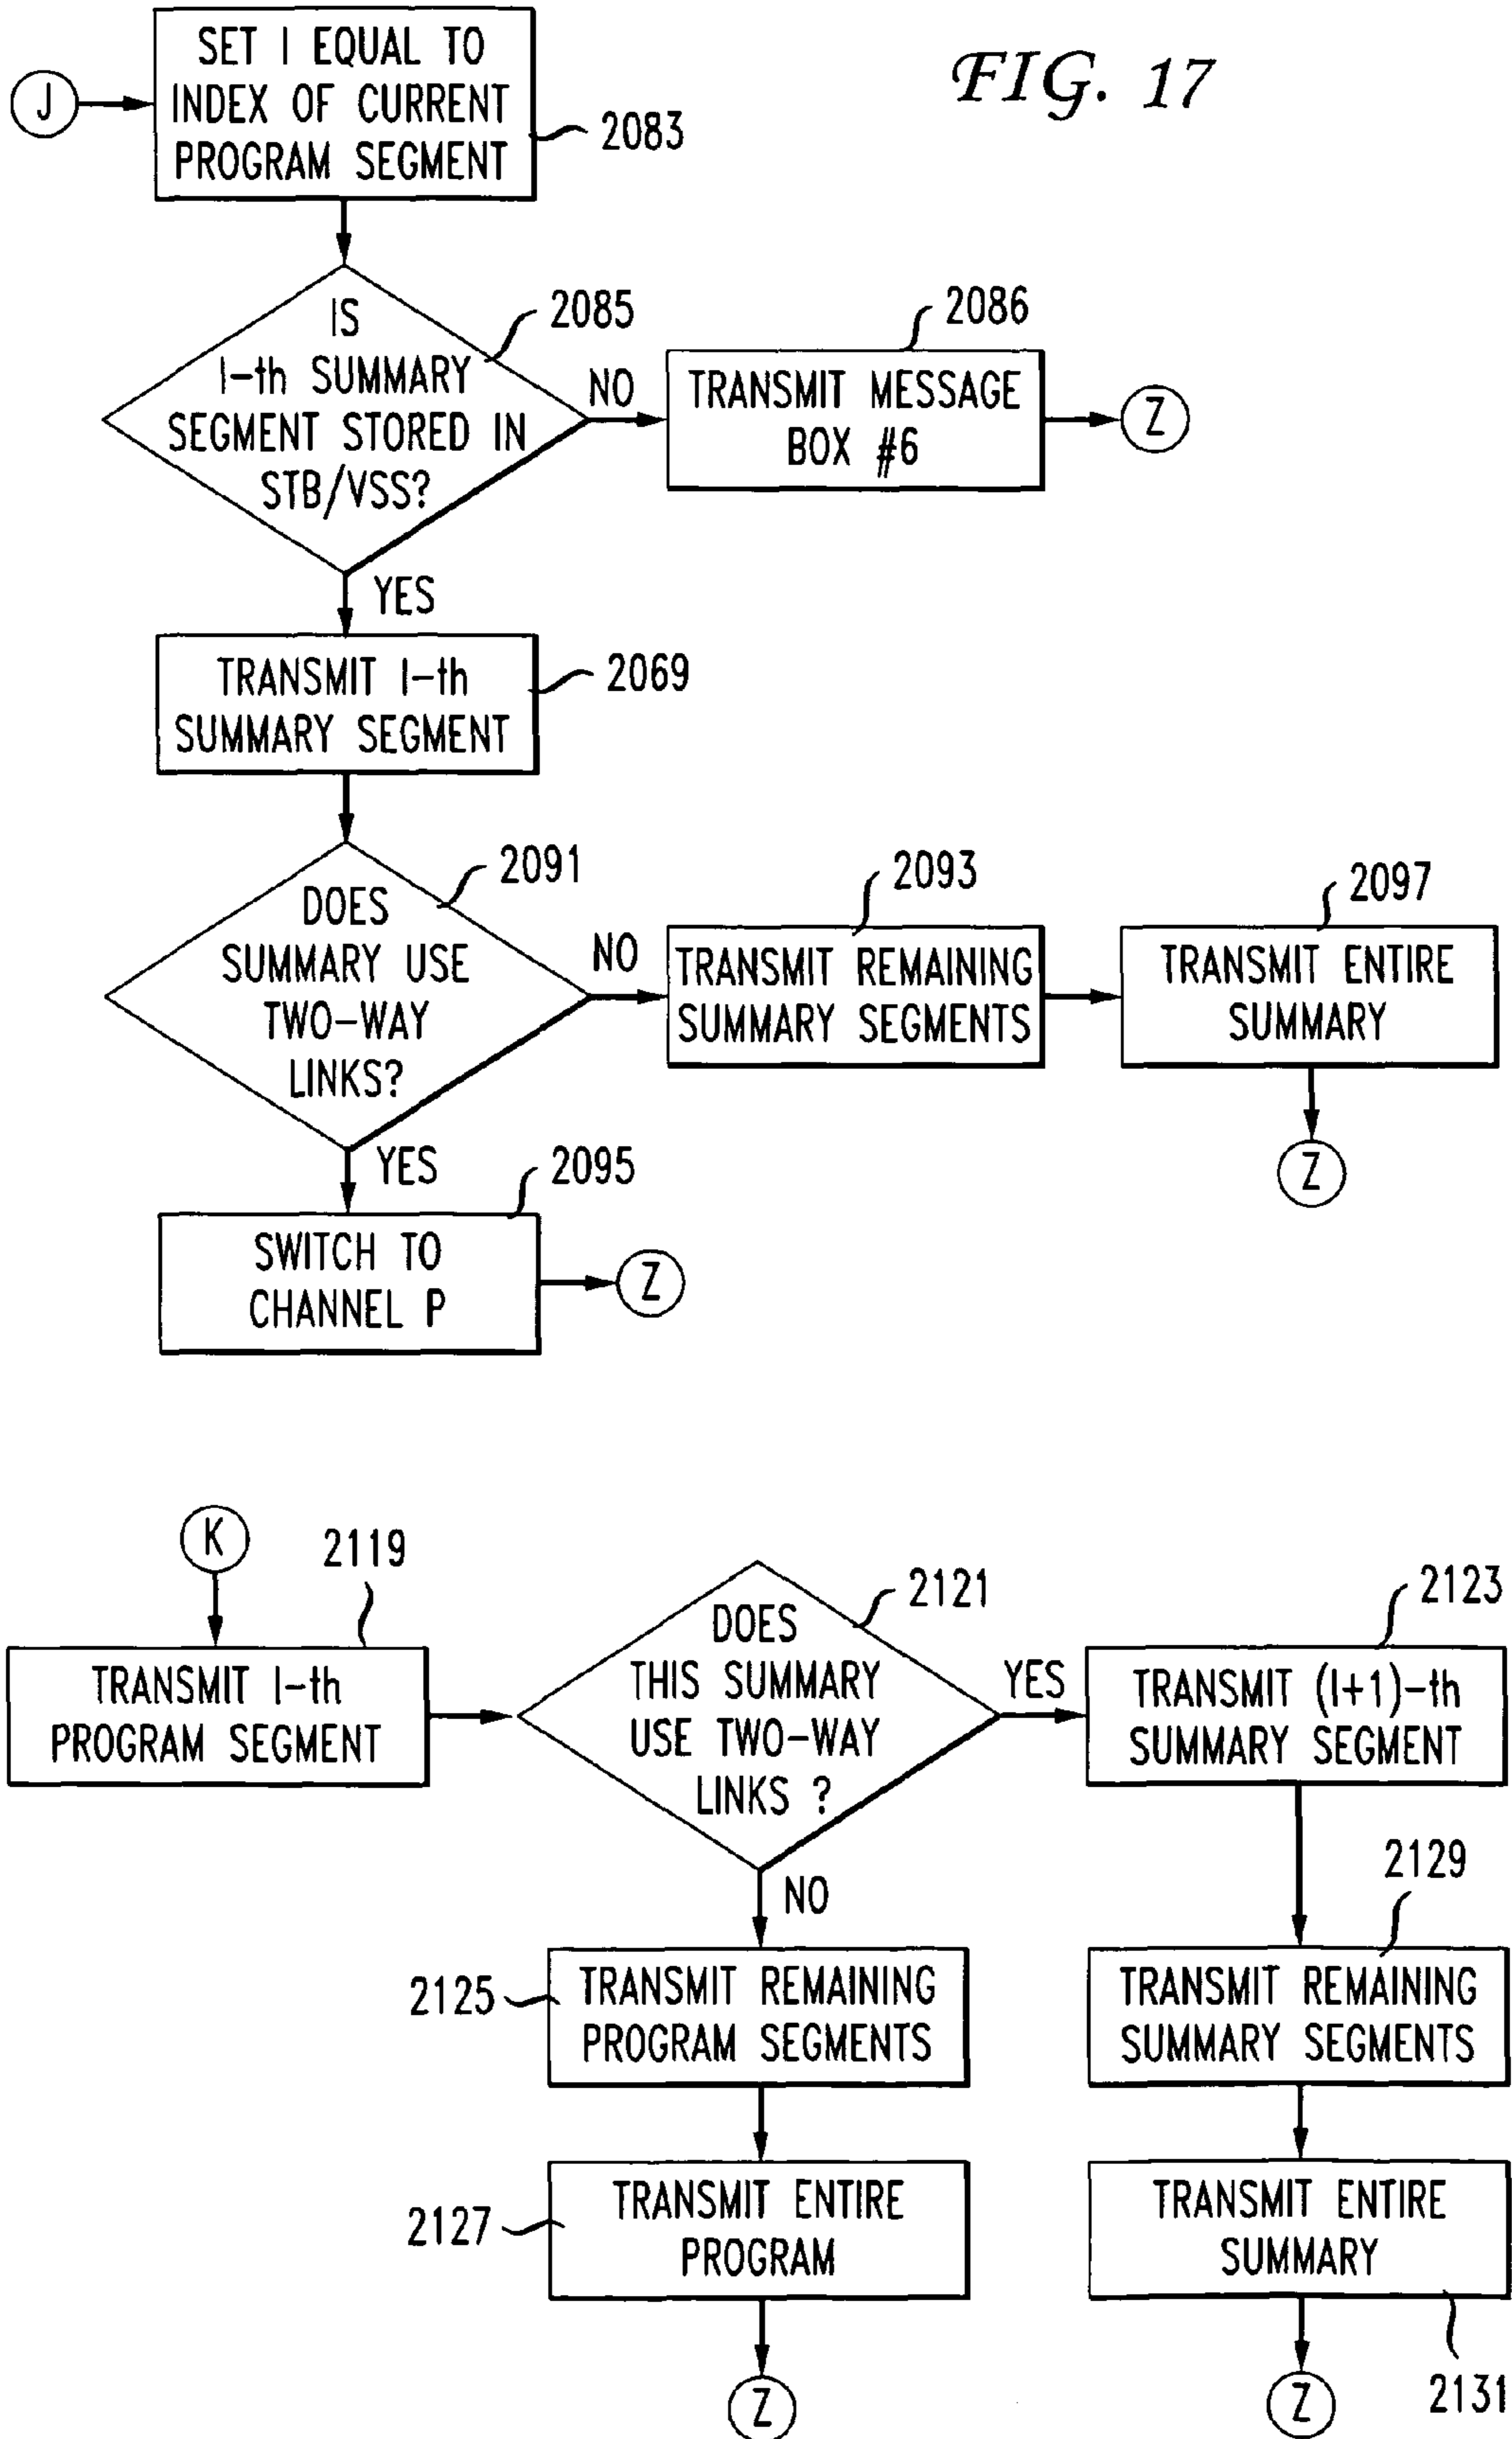 FIG. 17
J
SET I EQUAL TO
INDEX OF CURRENT
PROGRAM SEGMENT
2083
IS
I-th SUMMARY
SEGMENT STORED IN
STB/VSS?
2085
NO
2086
TRANSMIT MESSAGE
BOX #6
Z
YES
TRANSMIT I-th
SUMMARY SEGMENT
2069
DOES
SUMMARY USE
TWO-WAY
LINKS?
2091
NO
2093
TRANSMIT REMAINING
SUMMARY SEGMENTS
2097
TRANSMIT ENTIRE
SUMMARY
Z
YES
2095
SWITCH TO
CHANNEL P
Z
K
2119
TRANSMIT I-th
PROGRAM SEGMENT
DOES
THIS SUMMARY
USE TWO-WAY
LINKS ?
2121
YES
2123
TRANSMIT (I+1)-th
SUMMARY SEGMENT
NO
2125
TRANSMIT REMAINING
PROGRAM SEGMENTS
2129
TRANSMIT REMAINING
SUMMARY SEGMENTS
2127
TRANSMIT ENTIRE
PROGRAM
Z
TRANSMIT ENTIRE
SUMMARY
2131
Z